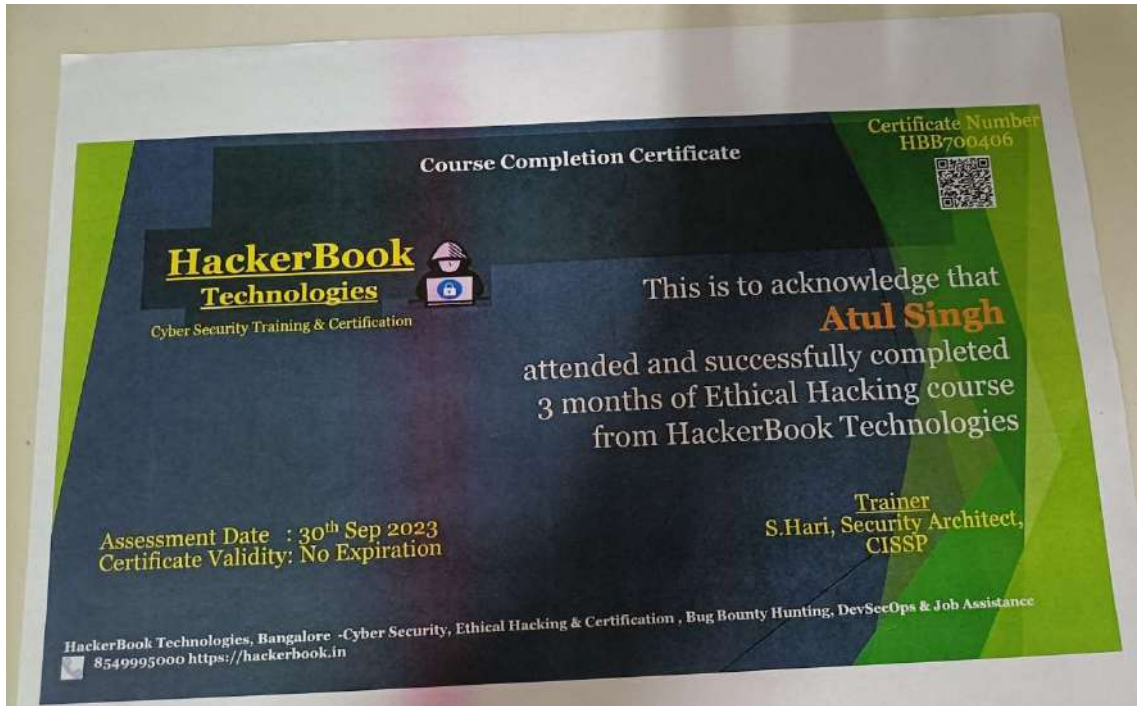 Certificate Number
HBB700406
Course Completion Certificate
HackerBook
Technologies
Cyber Security Training & Certification
This is to acknowledge that
Atul Singh
attended and successfully completed
3 months of Ethical Hacking course
from HackerBook Technologies
Assessment Date : 30th Sep 2023
Certificate Validity: No Expiration
Trainer
S.Hari, Security Architect,
CISSP
HackerBook Technologies, Bangalore -Cyber Security, Ethical Hacking & Certification , Bug Bounty Hunting, DevSecOps & Job Assistance
8549995000 https://hackerbook.in